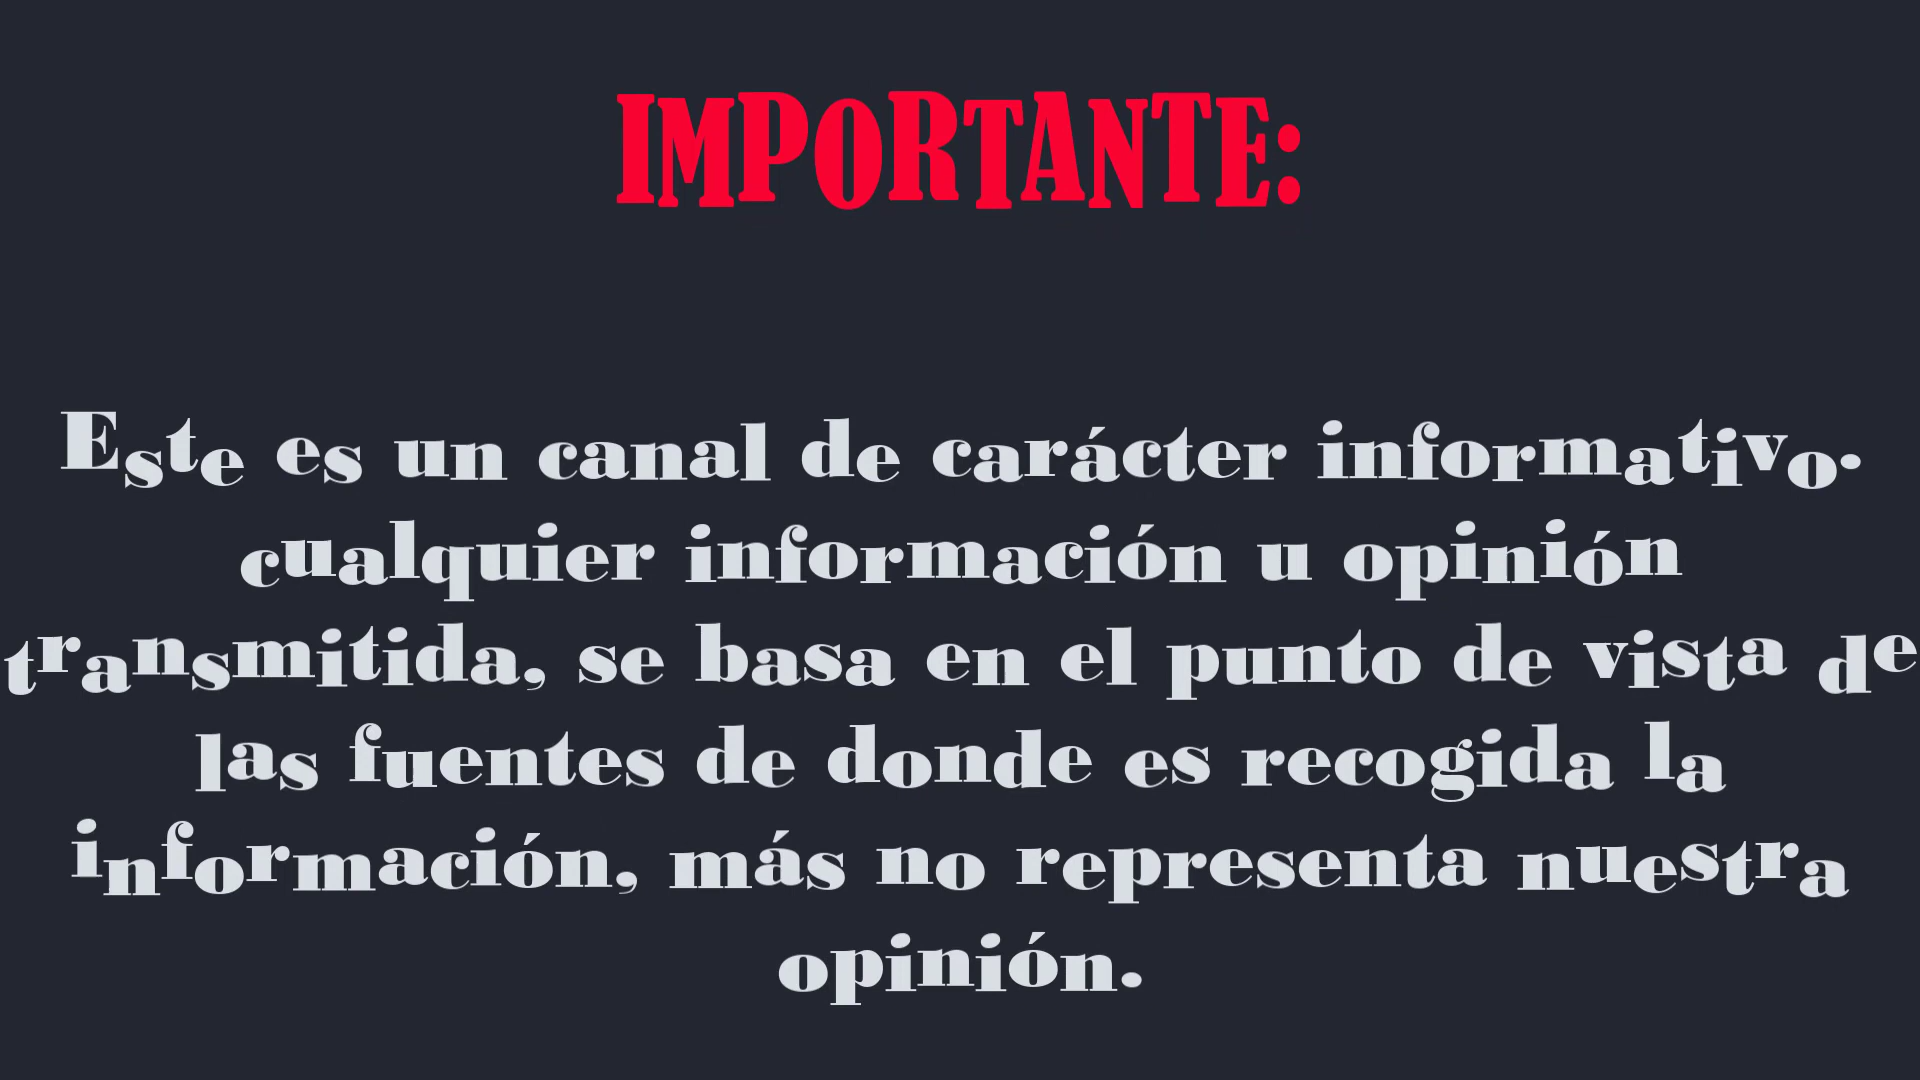 IMPORTANTE:
Este es un canal de carácter informativo.
cualquier información u opinión
transmitida, se basa en el punto de vista de
las fuentes de donde es recogida la
información, más no representa nuestra
opinión.